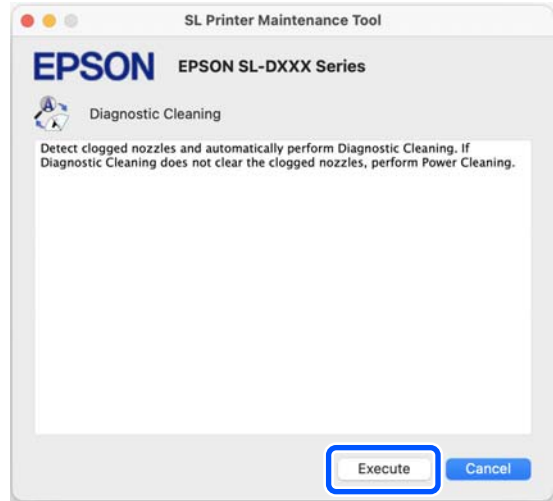 SL Printer Maintenance Tool
EPSON EPSON SL-DXXX Series
Diagnostic Cleaning
Detect clogged nozzles and automatically perform Diagnostic Cleaning. If
Diagnostic Cleaning does not clear the clogged nozzles, perform Power Cleaning.
Execute Cancel